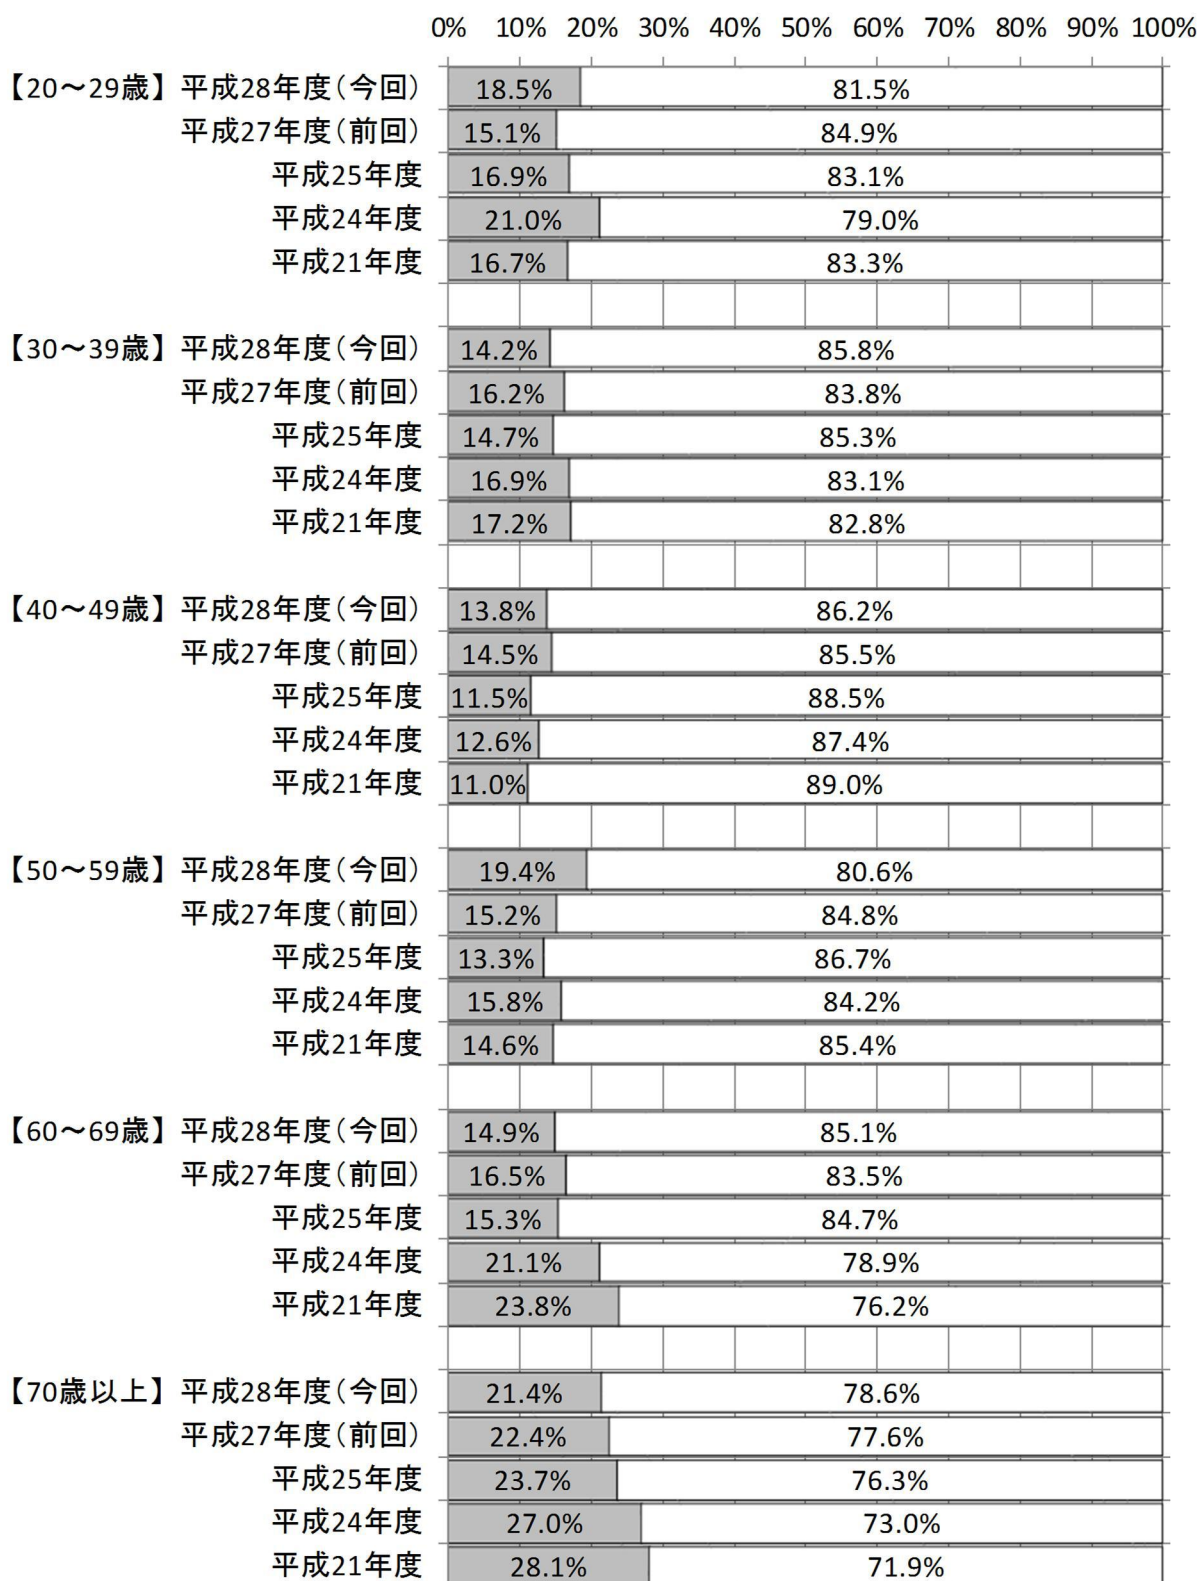 0% 10% 20% 30% 40% 50% 60% 70% 80% 90% 100%
【20～29歳】平成28年度(今回) 18.5% 81.5%
平成27年度(前回) 15.1% 84.9%
平成25年度 16.9% 83.1%
平成24年度 21.0% 79.0%
平成21年度 16.7% 83.3%
【30～39歳】平成28年度(今回) 14.2% 85.8%
平成27年度(前回) 16.2% 83.8%
平成25年度 14.7% 85.3%
平成24年度 16.9% 83.1%
平成21年度 17.2% 82.8%
【40～49歳】平成28年度(今回) 13.8% 86.2%
平成27年度(前回) 14.5% 85.5%
平成25年度 11.5% 88.5%
平成24年度 12.6% 87.4%
平成21年度 11.0% 89.0%
【50～59歳】平成28年度(今回) 19.4% 80.6%
平成27年度(前回) 15.2% 84.8%
平成25年度 13.3% 86.7%
平成24年度 15.8% 84.2%
平成21年度 14.6% 85.4%
【60～69歳】平成28年度(今回) 14.9% 85.1%
平成27年度(前回) 16.5% 83.5%
平成25年度 15.3% 84.7%
平成24年度 21.1% 78.9%
平成21年度 23.8% 76.2%
【70歳以上】平成28年度(今回) 21.4% 78.6%
平成27年度(前回) 22.4% 77.6%
平成25年度 23.7% 76.3%
平成24年度 27.0% 73.0%
平成21年度 28.1% 71.9%